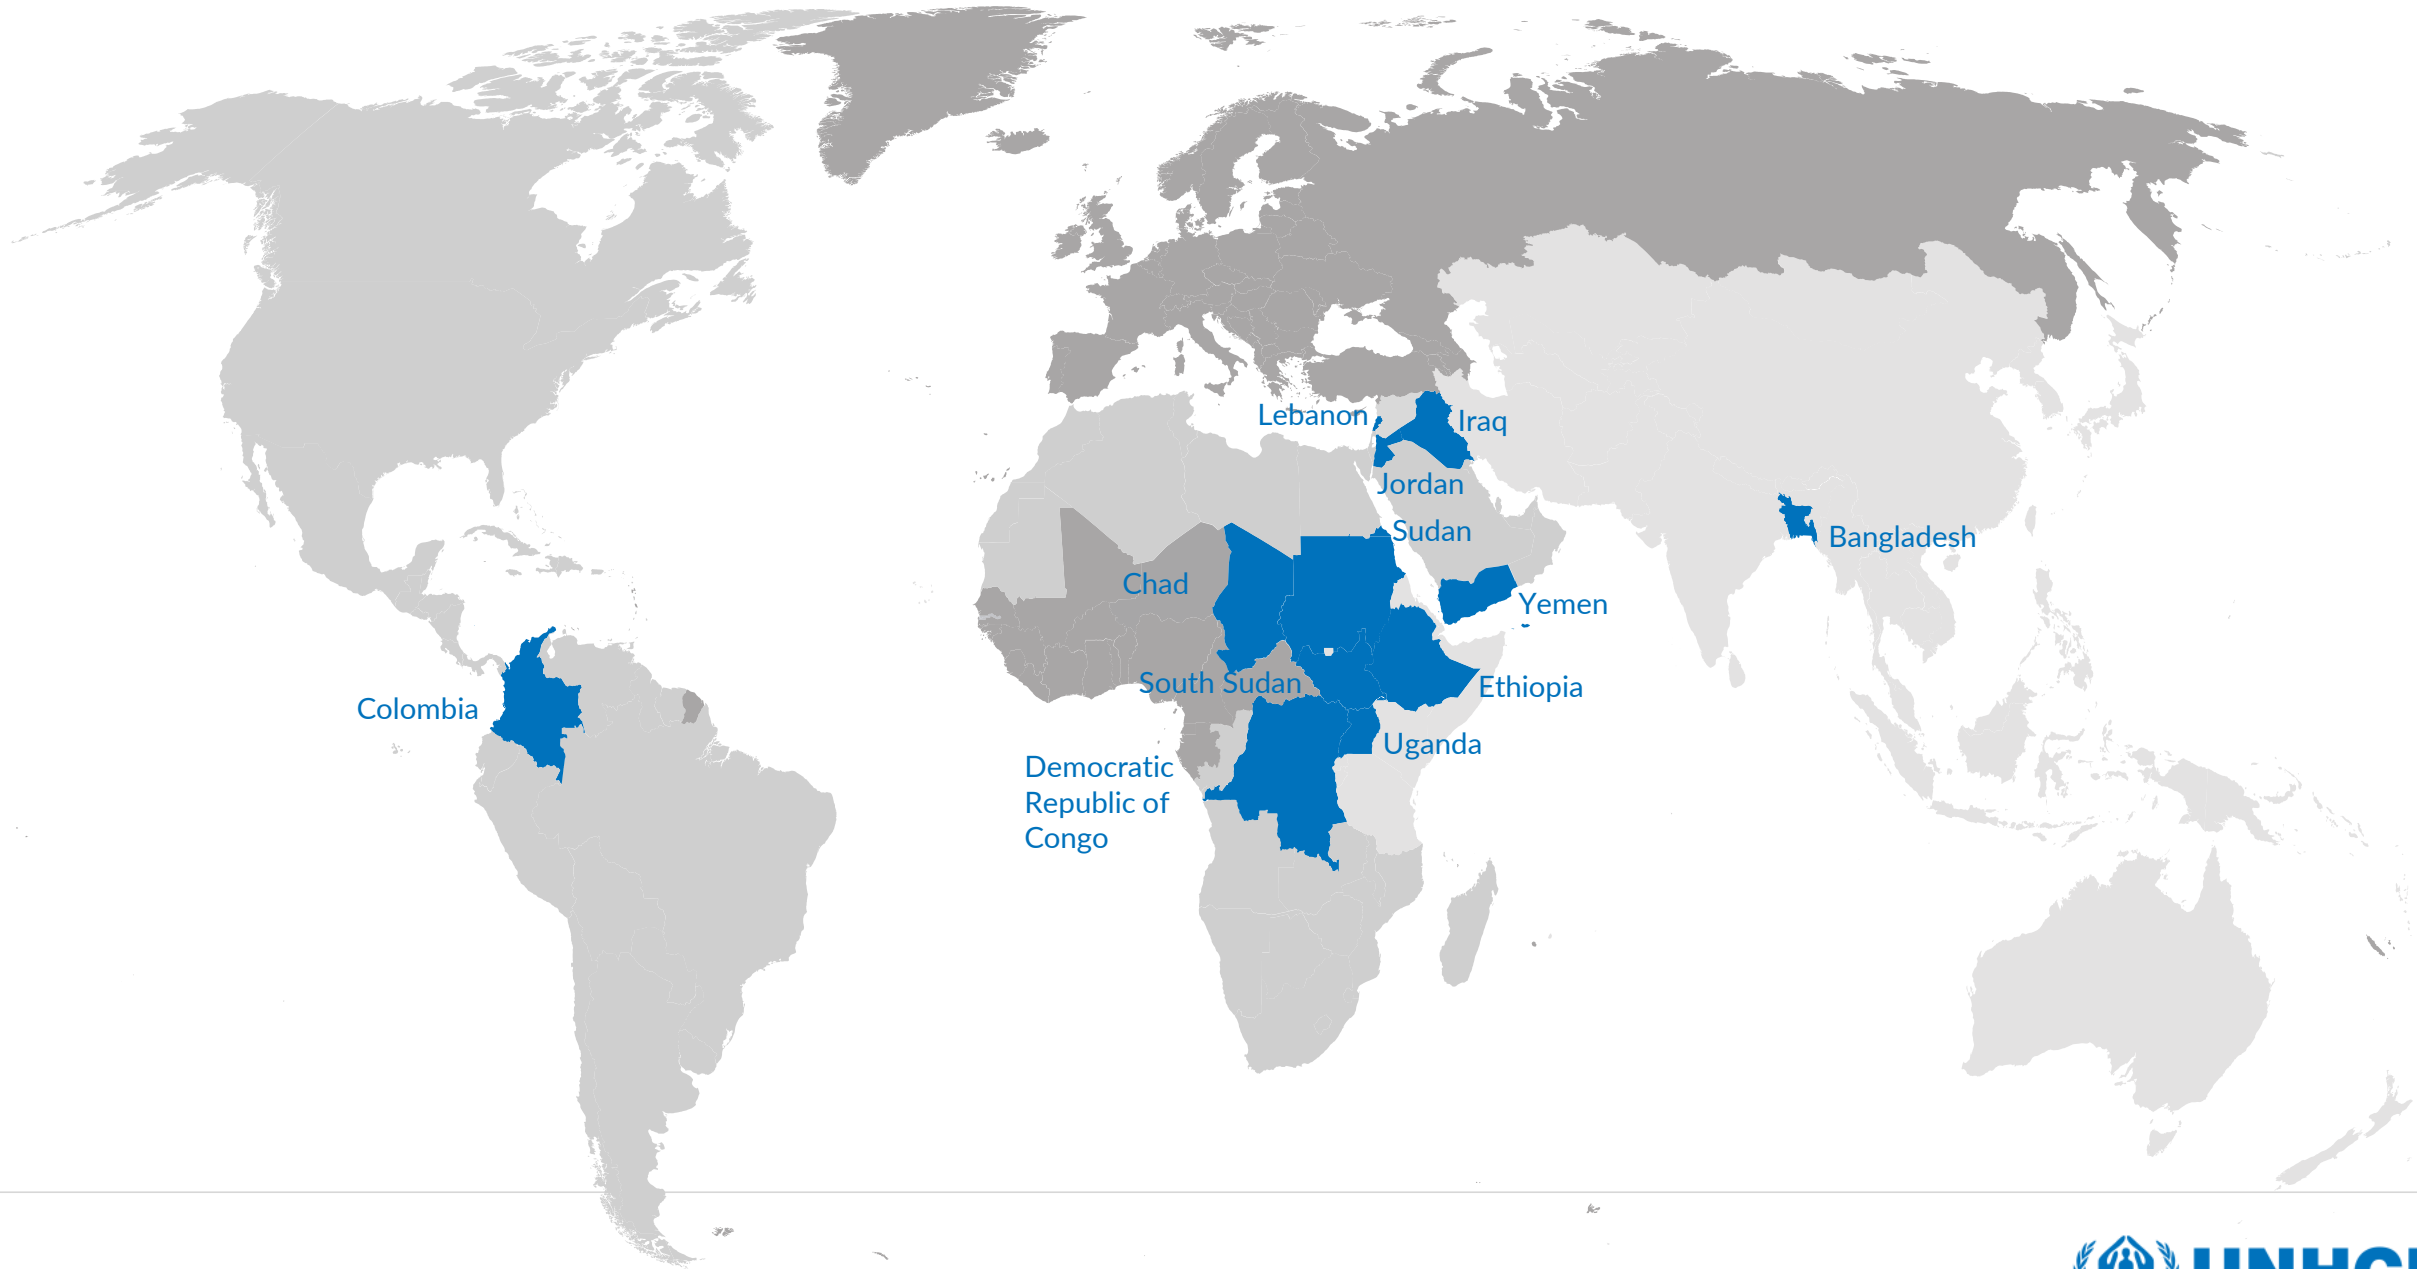 Lebanon
Iraq
Jordan
Sudan
Bangladesh
Chad
Yemen
South Sudan
Ethiopia
Colombia
Uganda
Democratic
Republic of
Congo